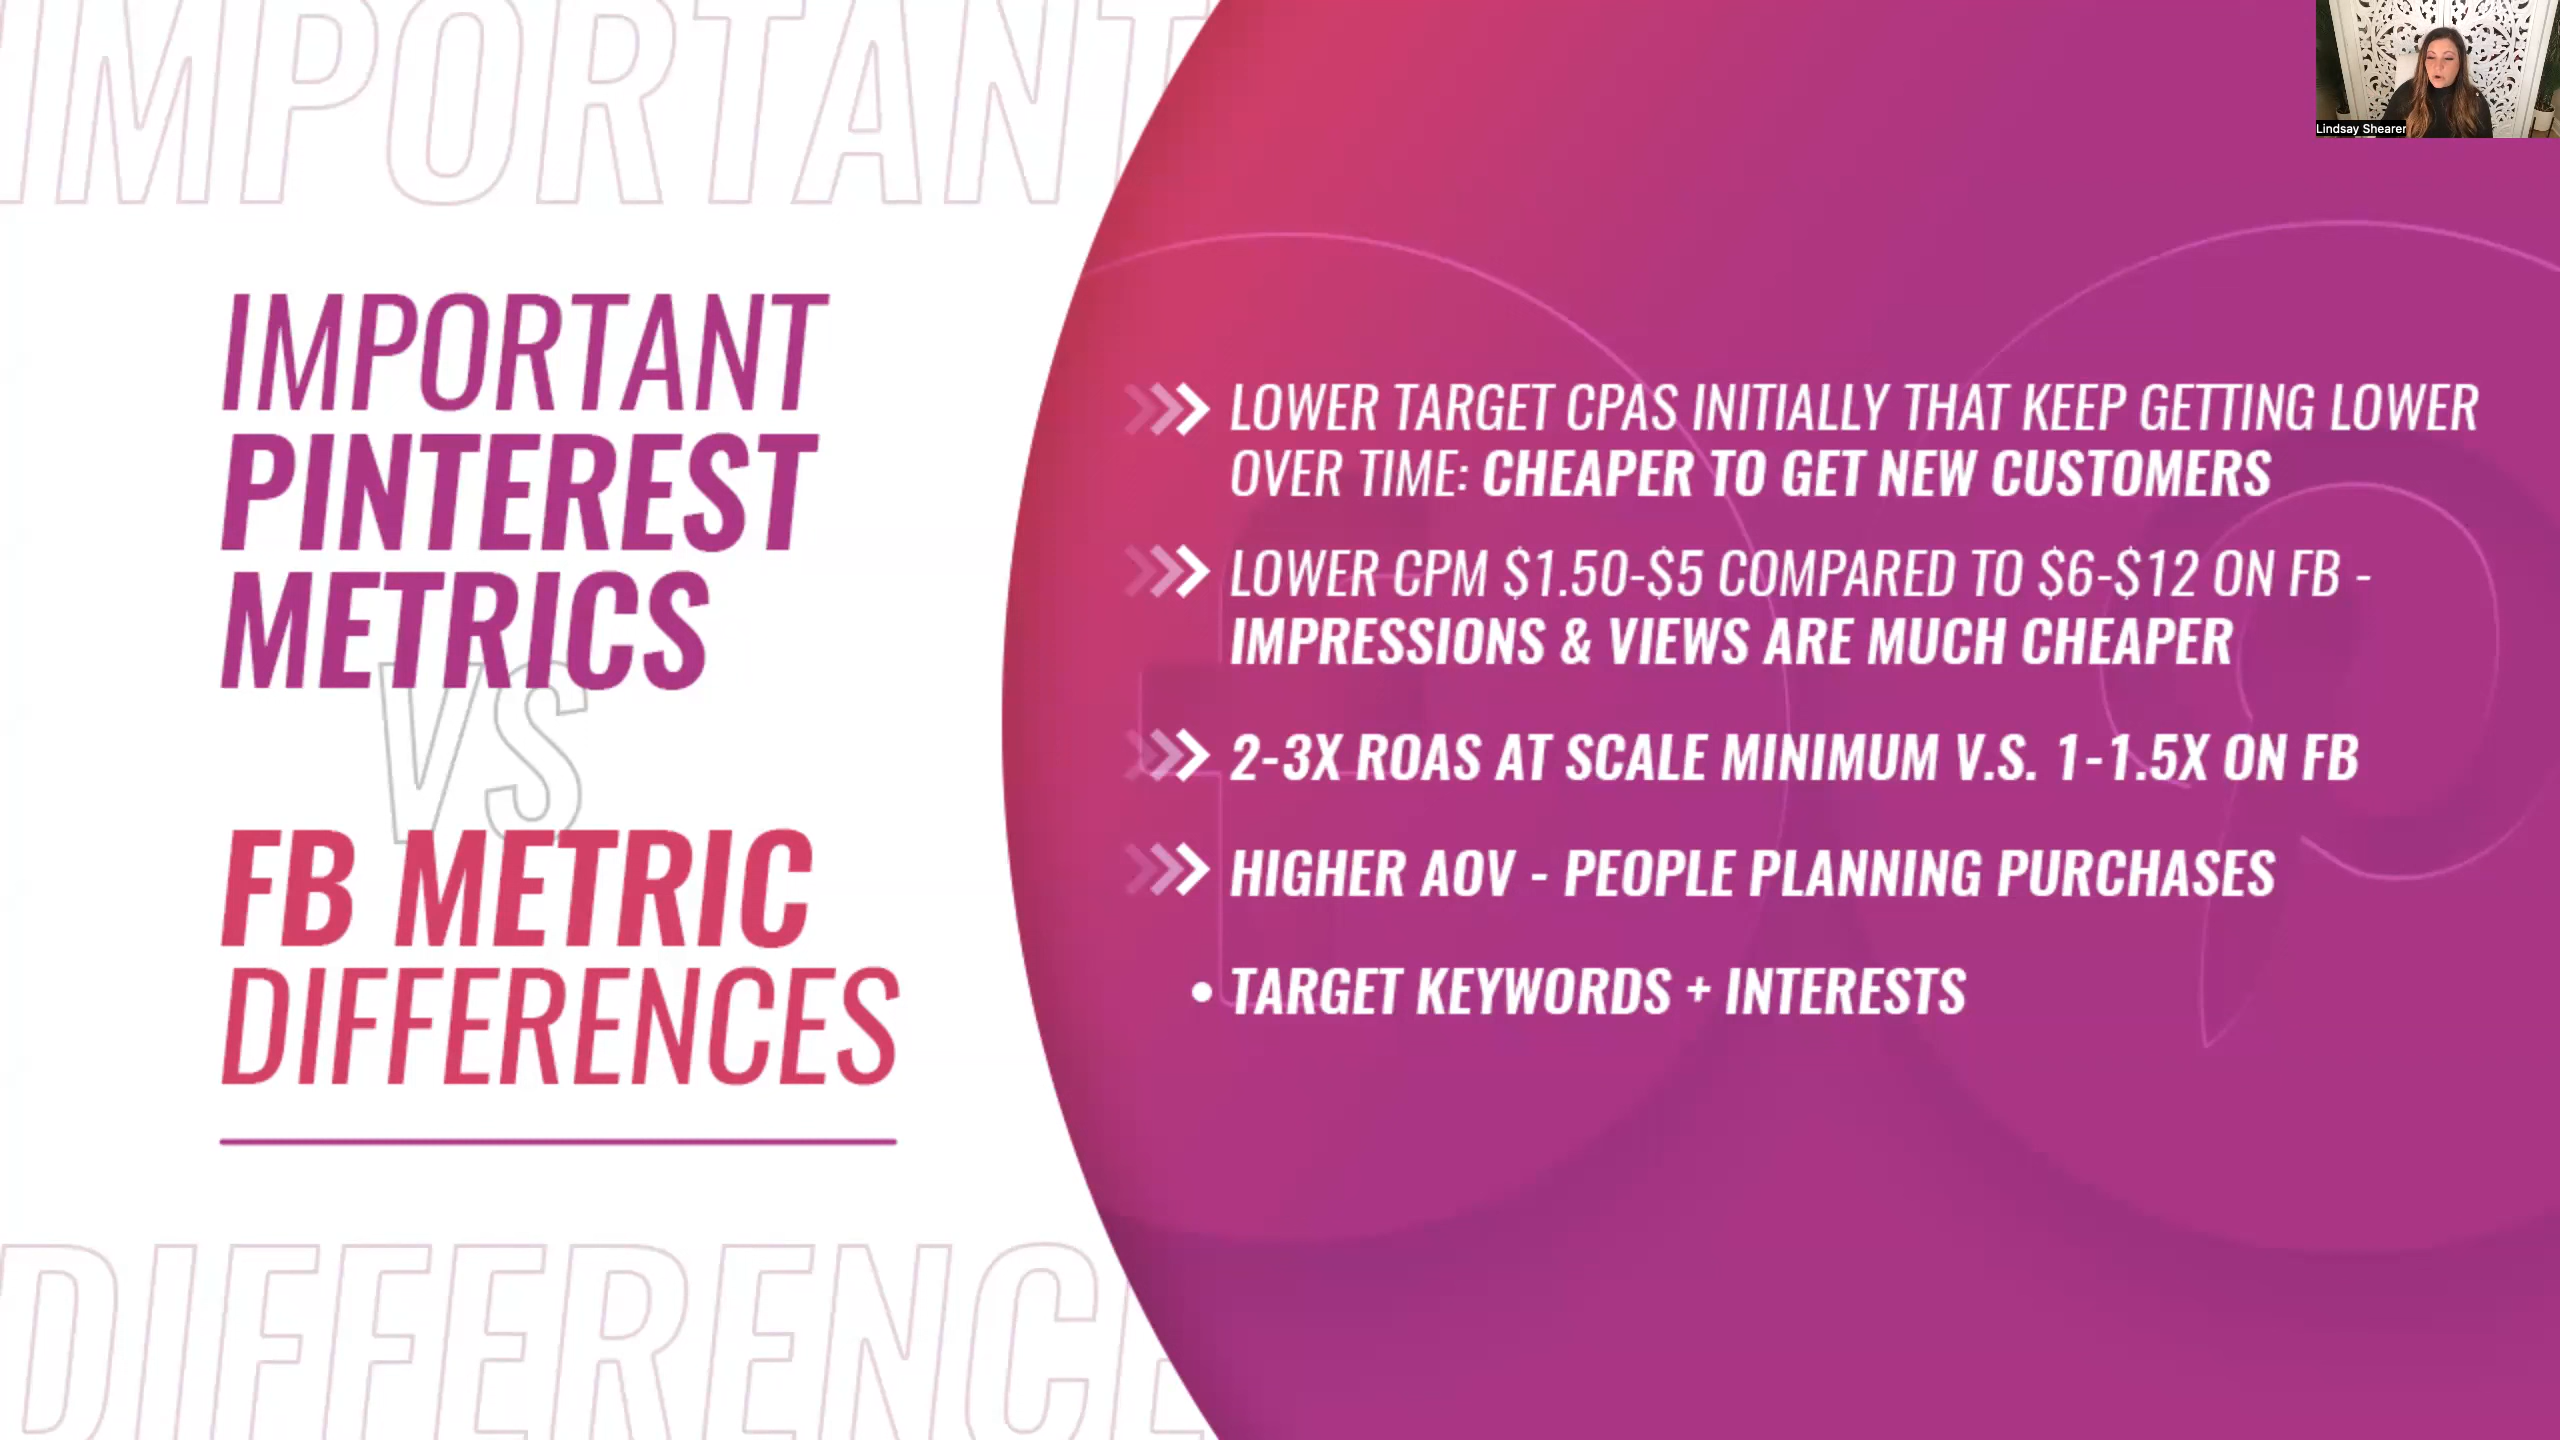 IMPORTANT
Lindsay Shearer
IMPORTANT
PINTEREST
METRICS
VS
FB METRIC
DIFFERENCES
LOWER TARGET CPAS INITIALLY THAT KEEP GETTING LOWER
OVER TIME: CHEAPER TO GET NEW CUSTOMERS
LOWER CPM $1.50-$5 COMPARED TO $6-$12 ON FB -
IMPRESSIONS & VIEWS ARE MUCH CHEAPER
2-3X ROAS AT SCALE MINIMUM V.S. 1-1.5X ON FB
HIGHER AOV - PEOPLE PLANNING PURCHASES
• TARGET KEYWORDS + INTERESTS
DIFFERENCE